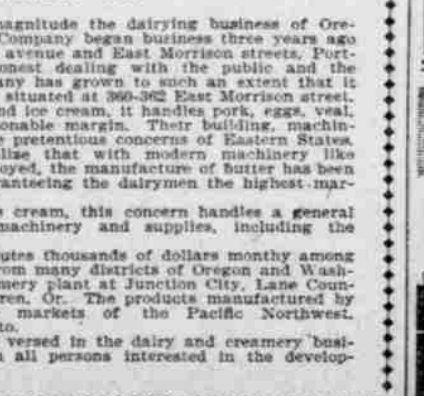 magnitude the dairying business of Ore-
Company began business three years ago
avenue and East Morrison streets, Port-
onest dealing with the public and the
any has grown to such an extent that it
situated at 360-362 East Morrison street.
nd ice cream, it handles pork, eggs, veal,
onable margin. Their building, machin-
e pretentious concerns of Eastern States,
lize that with modern machinery like
oyed, the manufacture of butter has been
ranteeing the dairymen the highest mar-
e cream, this concern handles a general
machinery and supplies, including the
utes thousands of dollars monthy among
rom many districts of Oregon and Wash-
mery plant at Junction City, Lane Coun-
ren, Or. The products manufactured by
markets of the Pacific Northwest,
to.
versed in the dairy and creamery busi-
n all persons interested in the develop-